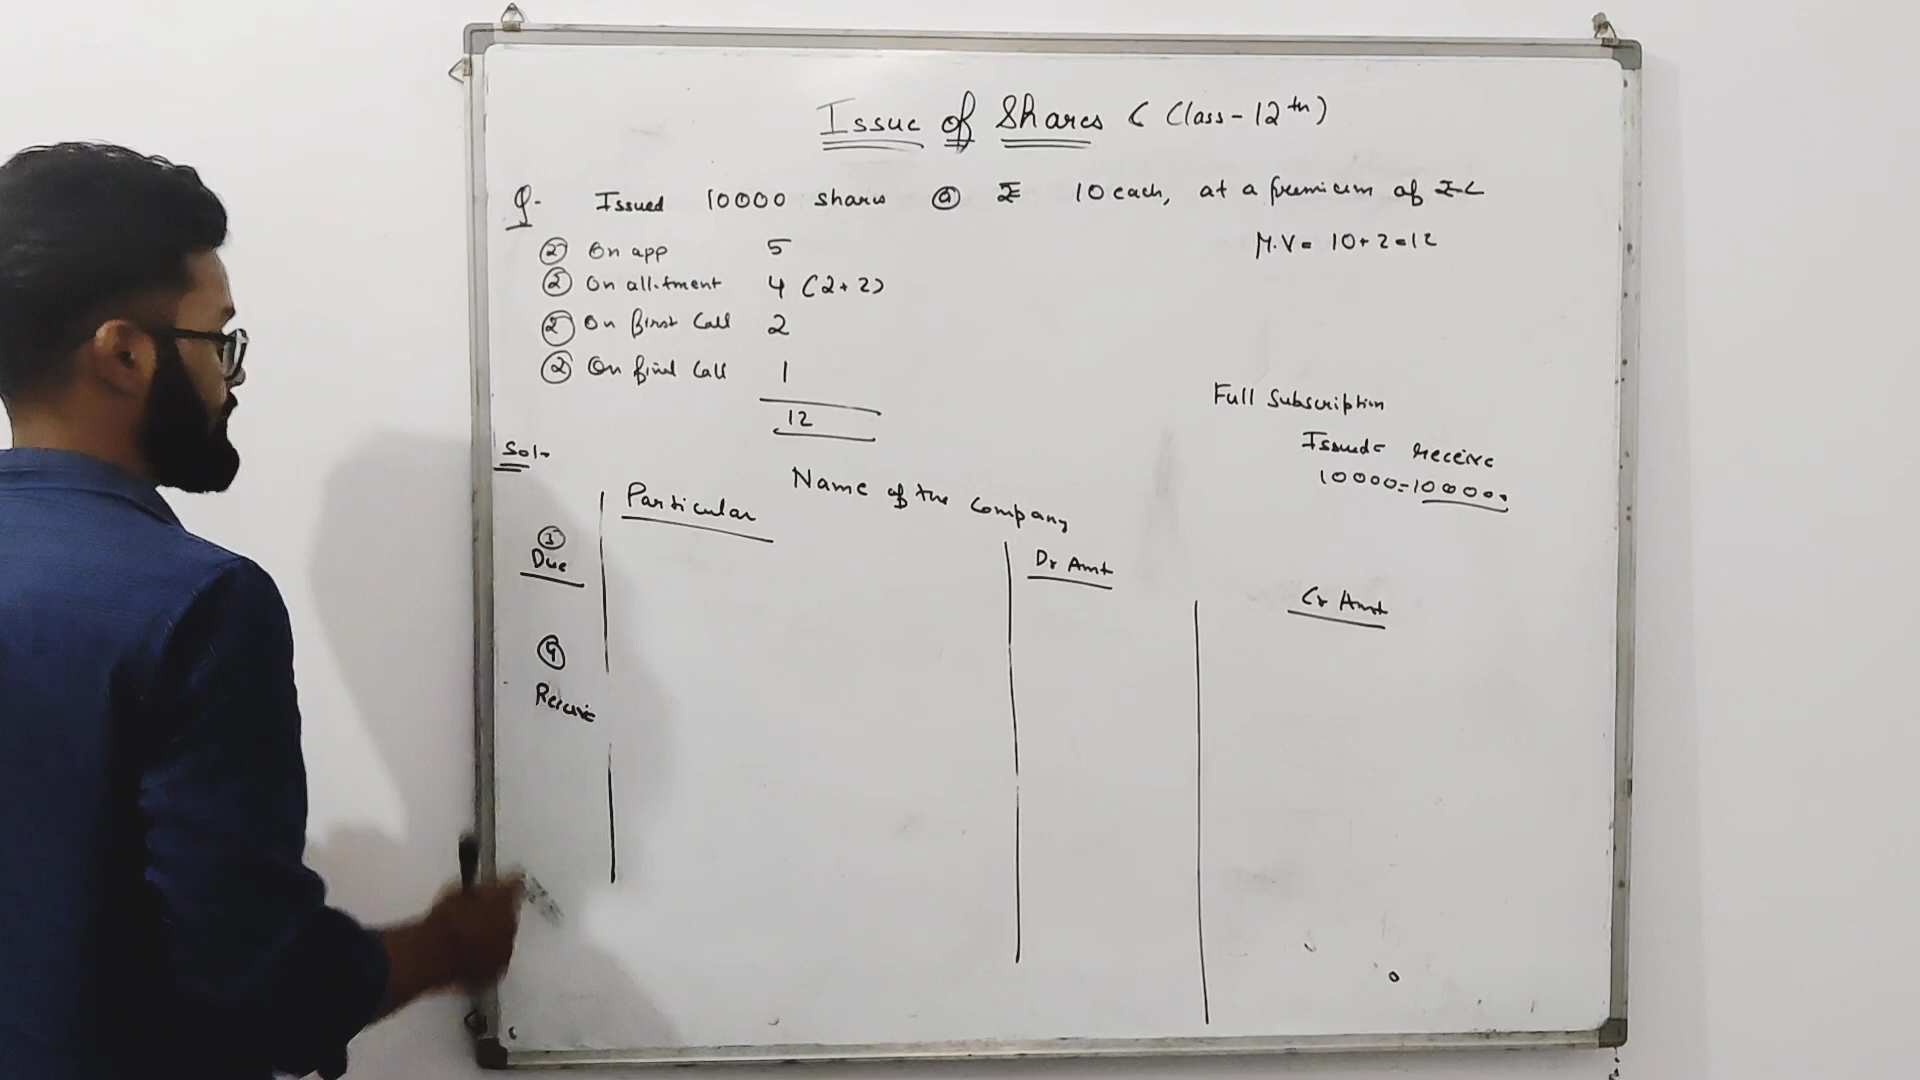 Issue of Shares ( Class-12th)
Q- Issued 10000 shares @ ₹ 10 each, at a premium of ₹2
M.V= 10+2=12
② On app 5
② On allotment 4 (2+2)
② On first Call 2
② On final Call 1
12
Full Subscription
Issued= receive
10000=10000
Sol-
Name of the company
Particular
Dr Amt
Cr Amt
Due
Receive